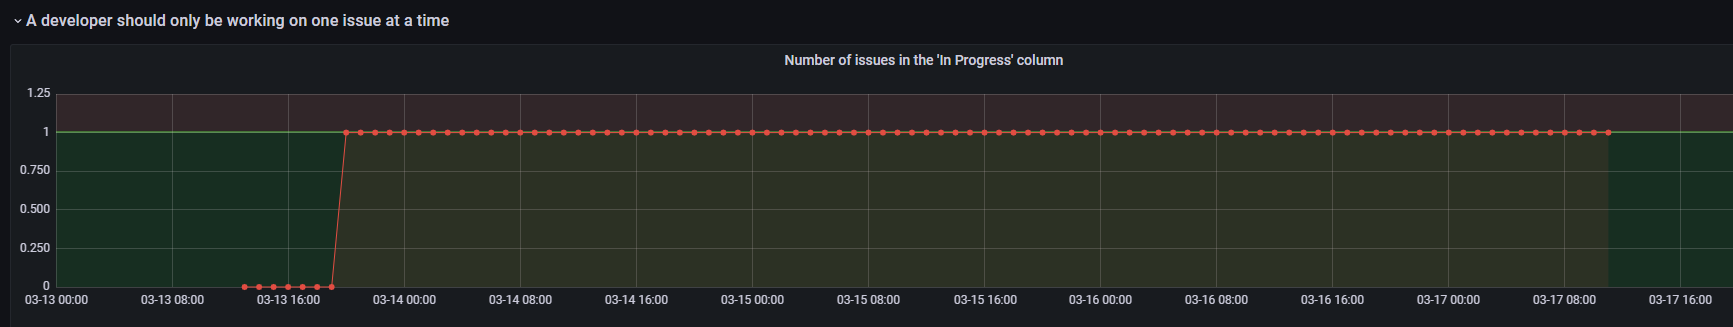 A developer should only be working on one issue at a time
Number of issues in the 'In Progress' column
1.25
1
0.750
0.500
0.250
0
03-13 00:00 03-13 08:00 03-13 16:00 03-14 00:00 03-14 08:00 03-14 16:00 03-15 00:00 03-15 08:00 03-15 16:00 03-16 00:00 03-16 08:00 03-16 16:00 03-17 00:00 03-17 08:00 03-17 16:00